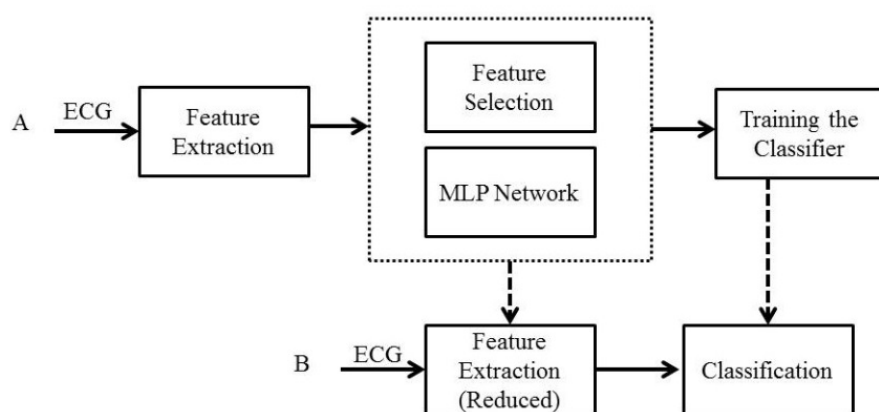 A
ECG
Feature
Extraction
Feature
Selection
MLP Network
Training the
Classifier
B
ECG
Feature
Extraction
(Reduced)
Classification